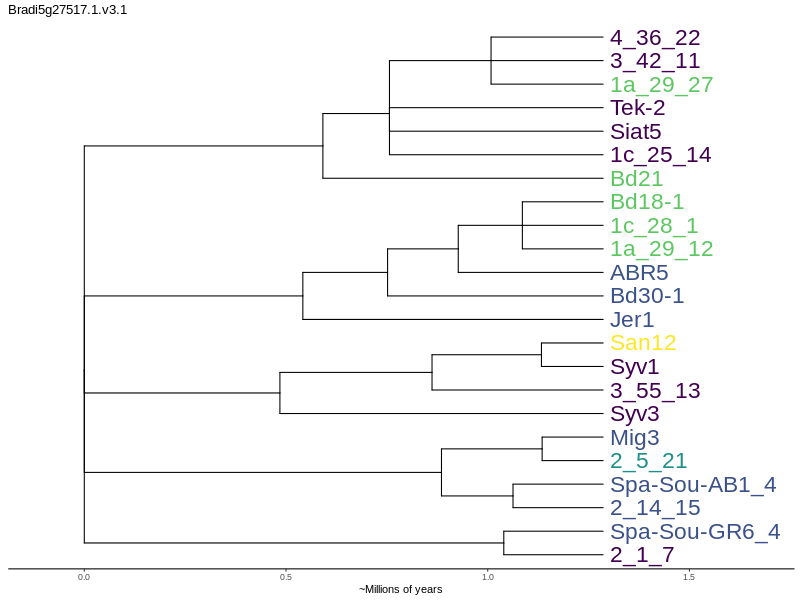 Bradi5g27517.1.v3.1
4_36_22
3_42_11
1a_29_27
Tek-2
Siat5
1c_25_14
Bd21
Bd18-1
1c_28_1
1a_29_12
ABR5
Bd30-1
Jer1
San12
Syv1
3_55_13
Syv3
Mig3
2_5_21
Spa-Sou-AB1_4
2_14_15
Spa-Sou-GR6_4
2_1_7
0.0 0.5 1.0 1.5
~Millions of years